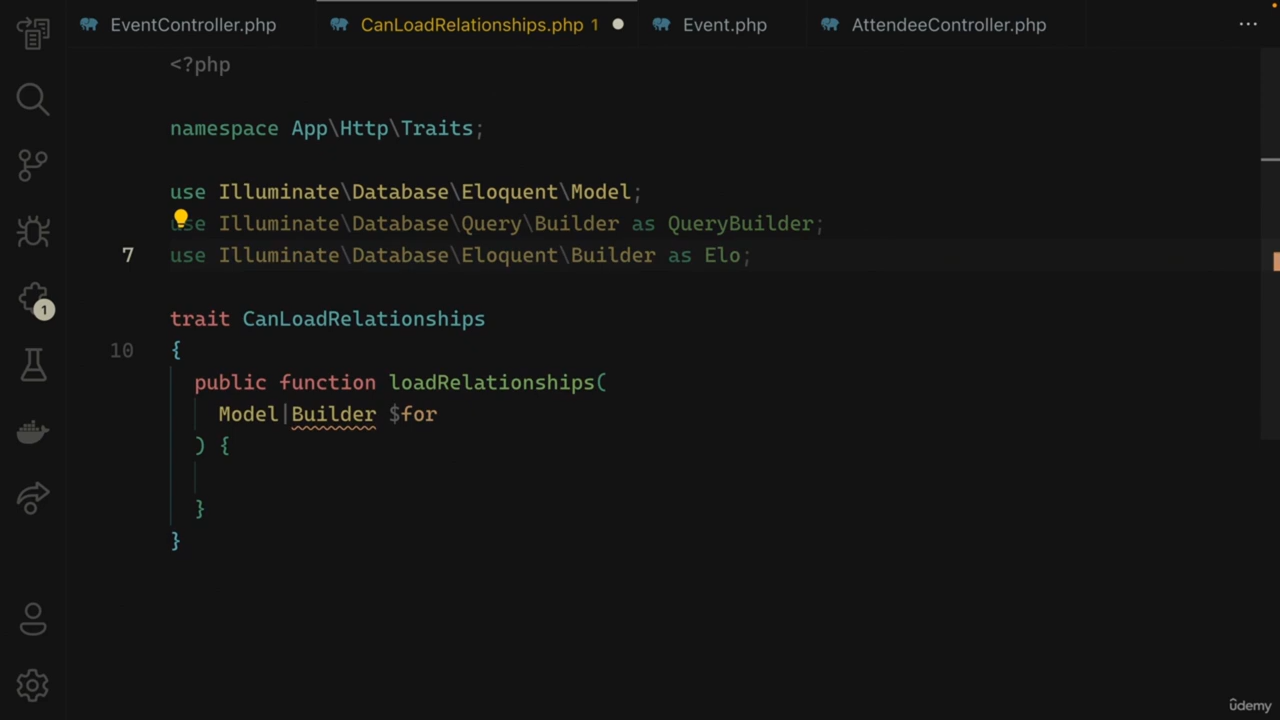 EventController.php
CanLoadRelationships.php 1
Event.php
AttendeeController.php
<?php
namespace App\Http\Traits;
use Illuminate\Database\Eloquent\Model;
use Illuminate\Database\Query\Builder as QueryBuilder;
7 use Illuminate\Database\Eloquent\Builder as Elo;
trait CanLoadRelationships
10 {
public function loadRelationships(
Model|Builder $for
) {
}
}
1
udemy